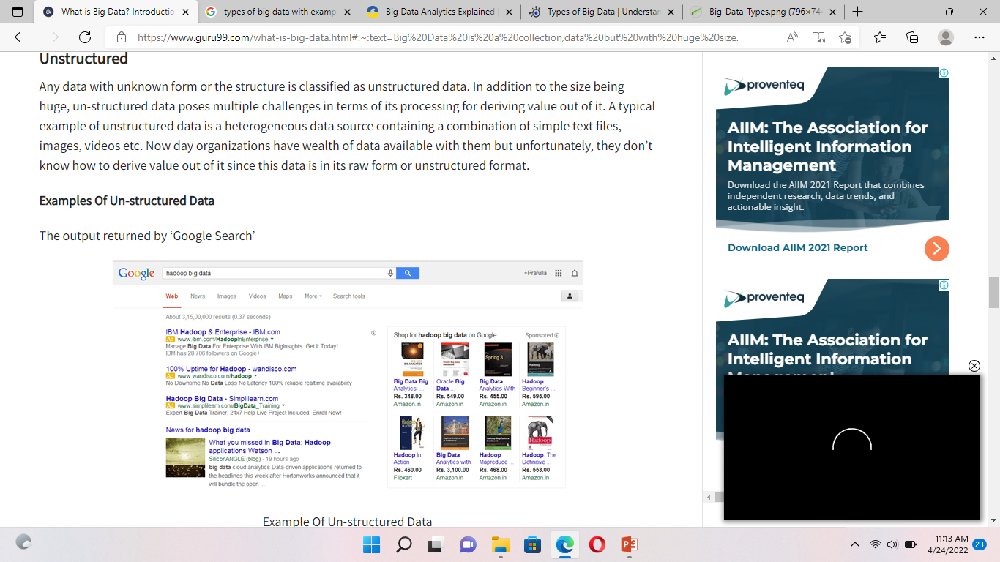 What is Big Data? Introductio
types of big data with examp
Big Data Analytics Explained
Types of Big Data | Understan
Big-Data-Types.png (796×744
https://www.guru99.com/what-is-big-data.html#:~:text=Big%20Data%20is%20a%20collection,data%20but%20with%20huge%20size.
Unstructured
Any data with unknown form or the structure is classified as unstructured data. In addition to the size being
huge, un-structured data poses multiple challenges in terms of its processing for deriving value out of it. A typical
example of unstructured data is a heterogeneous data source containing a combination of simple text files,
images, videos etc. Now day organizations have wealth of data available with them but unfortunately, they don’t
know how to derive value out of it since this data is in its raw form or unstructured format.
Examples Of Un-structured Data
The output returned by ‘Google Search’
Google
hadoop big data
+Prafulla
Web News Images Videos Maps More Search tools
About 3,15,00,000 results (0.37 seconds)
IBM Hadoop & Enterprise - IBM.com
Ad www.ibm.com/HadoopInEnterprise
Manage Big Data For Enterprise With IBM BigInsights. Get It Today!
IBM has 28,706 followers on Google+
100% Uptime for Hadoop - wandisco.com
Ad www.wandisco.com/hadoop
No Downtime No Data Loss No Latency 100% reliable realtime availability
Hadoop Big Data - Simplilearn.com
Ad www.simplilearn.com/BigData_Training
Expert Big Data Trainer, 24x7 Help Live Project Included. Enroll Now!
News for hadoop big data
What you missed in Big Data: Hadoop
applications Watson ...
SiliconANGLE (blog) - 19 hours ago
big data cloud analytics Data-driven applications returned to
the headlines this week after Hortonworks announced that it
will bundle the open ...
Shop for hadoop big data on Google Sponsored
Big Data Big Oracle Big Big Data Hadoop
Analytics: ... Data ... Analytics With Beginner's ...
Rs. 348.00 Rs. 549.00 Rs. 455.00 Rs. 595.00
Amazon.in Amazon.in Amazon.in Amazon.in
Hadoop In Big Data Hadoop Hadoop: The
Action Analytics with Mapreduce ... Definitive ...
Rs. 460.00 Rs. 3,100.00 Rs. 468.00 Rs. 553.00
Flipkart Amazon.in Amazon.in Amazon.in
Example Of Un-structured Data
proventeq
AIIM: The Association for
Intelligent Information
Management
Download the AIIM 2021 Report that combines
independent research, data trends, and
actionable insight.
Download AIIM 2021 Report
proventeq
AIIM: The Association for
Intelligent Information
Management
11:13 AM
4/24/2022
23